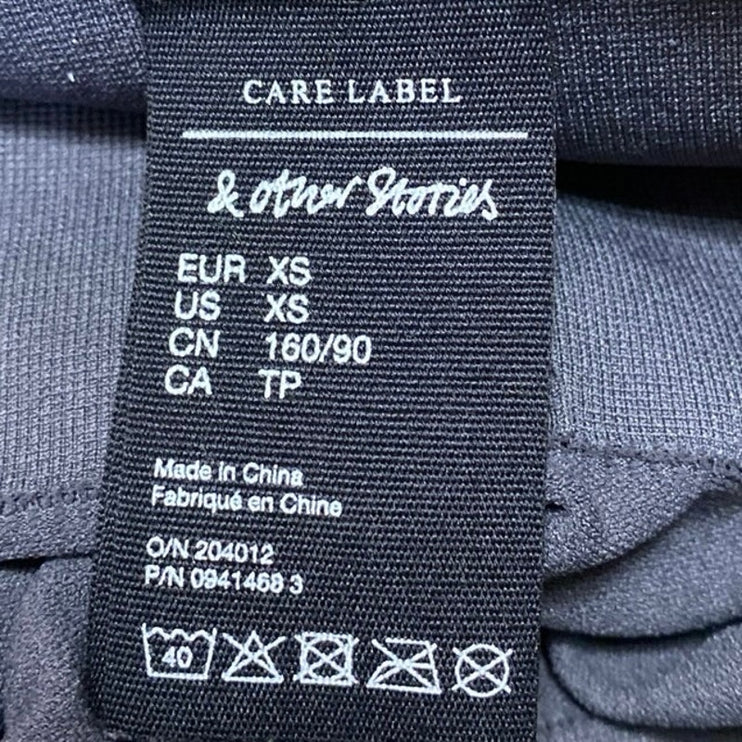 CARE LABEL
& other Stories
EUR XS
US XS
CN 160/90
CA TP
Made in China
Fabriqué en Chine
O/N 204012
P/N 0941468 3
40